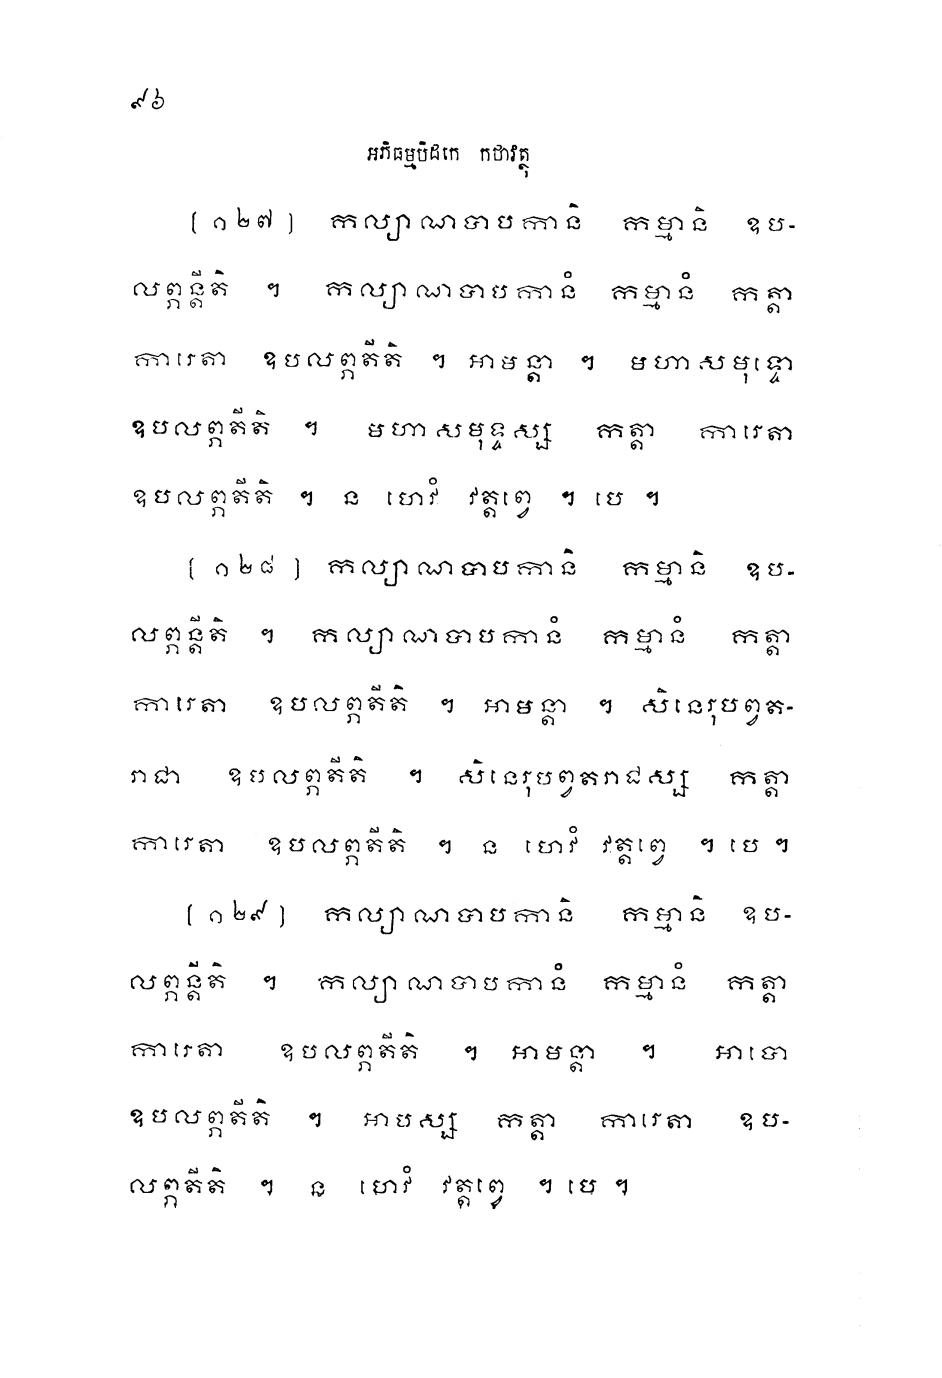 ៩៦
អភិធម្មបិដកេ កថាវត្ថុ
[១២៧] កល្យាណបាបកានិ កម្មានិ ឧប-
លព្ភន្តីតិ ។ កល្យាណបាបកានំ កម្មានំ កត្តា
ការេតា ឧបលព្ភតីតិ ។ អាមន្តា ។ មហាសមុទ្ទោ
ឧបលព្ភតីតិ ។ មហាសមុទ្ទស្ស កត្តា ការេតា
ឧបលព្ភតីតិ ។ ន ហេវំ វត្តព្វេ ។ បេ ។
[១២៨] កល្យាណបាបកានិ កម្មានិ ឧប-
លព្ភន្តីតិ ។ កល្យាណបាបកានំ កម្មានំ កត្តា
ការេតា ឧបលព្ភតីតិ ។ អាមន្តា ។ សិនេរុបព្វត-
រាជា ឧបលព្ភតីតិ ។ សិនេរុបព្វតរាជស្ស កត្តា
ការេតា ឧបលព្ភតីតិ ។ ន ហេវំ វត្តព្វេ ។ បេ ។
[១២៩] កល្យាណបាបកានិ កម្មានិ ឧប-
លព្ភន្តីតិ ។ កល្យាណបាបកានំ កម្មានំ កត្តា
ការេតា ឧបលព្ភតីតិ ។ អាមន្តា ។ អាបោ
ឧបលព្ភតីតិ ។ អាបស្ស កត្តា ការេតា ឧប-
លព្ភតីតិ ។ ន ហេវំ វត្តព្វេ ។ បេ ។